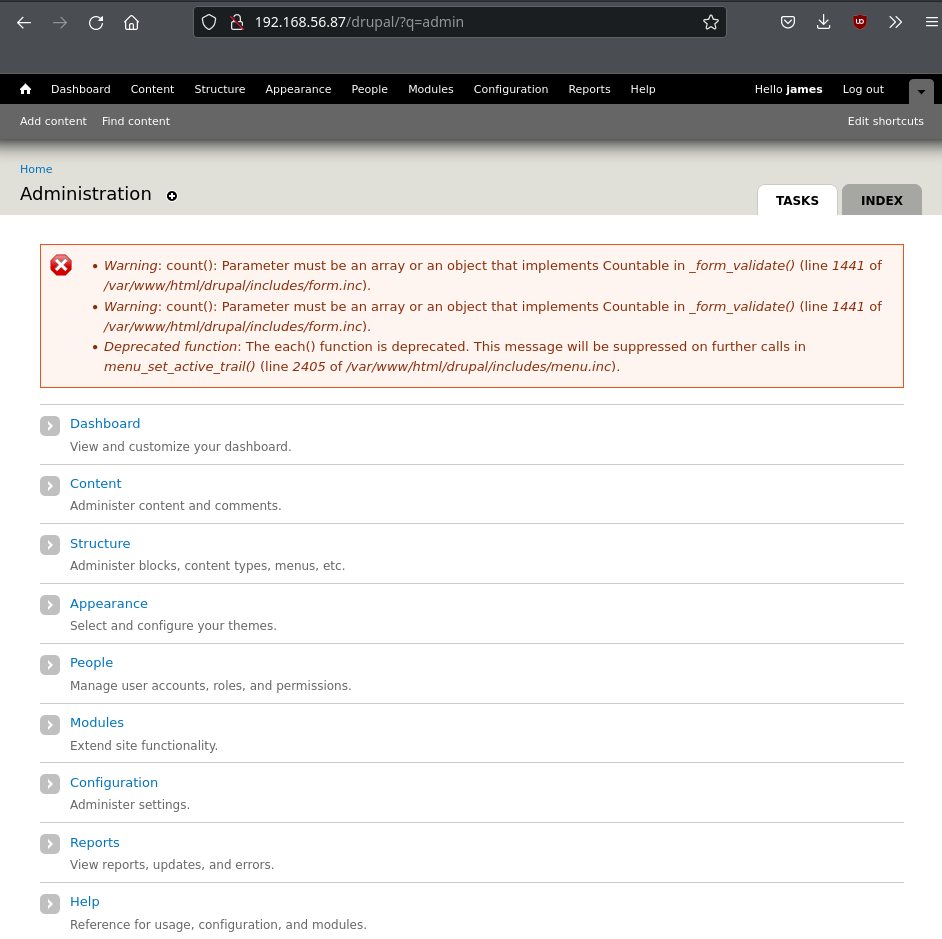 192.168.56.87/drupal/?q=admin
Dashboard Content Structure Appearance People Modules Configuration Reports Help Hello james Log out
Add content Find content Edit shortcuts
Home
Administration
TASKS INDEX
• Warning: count(): Parameter must be an array or an object that implements Countable in _form_validate() (line 1441 of
/var/www/html/drupal/includes/form.inc).
• Warning: count(): Parameter must be an array or an object that implements Countable in _form_validate() (line 1441 of
/var/www/html/drupal/includes/form.inc).
• Deprecated function: The each() function is deprecated. This message will be suppressed on further calls in
menu_set_active_trail() (line 2405 of /var/www/html/drupal/includes/menu.inc).
Dashboard
View and customize your dashboard.
Content
Administer content and comments.
Structure
Administer blocks, content types, menus, etc.
Appearance
Select and configure your themes.
People
Manage user accounts, roles, and permissions.
Modules
Extend site functionality.
Configuration
Administer settings.
Reports
View reports, updates, and errors.
Help
Reference for usage, configuration, and modules.